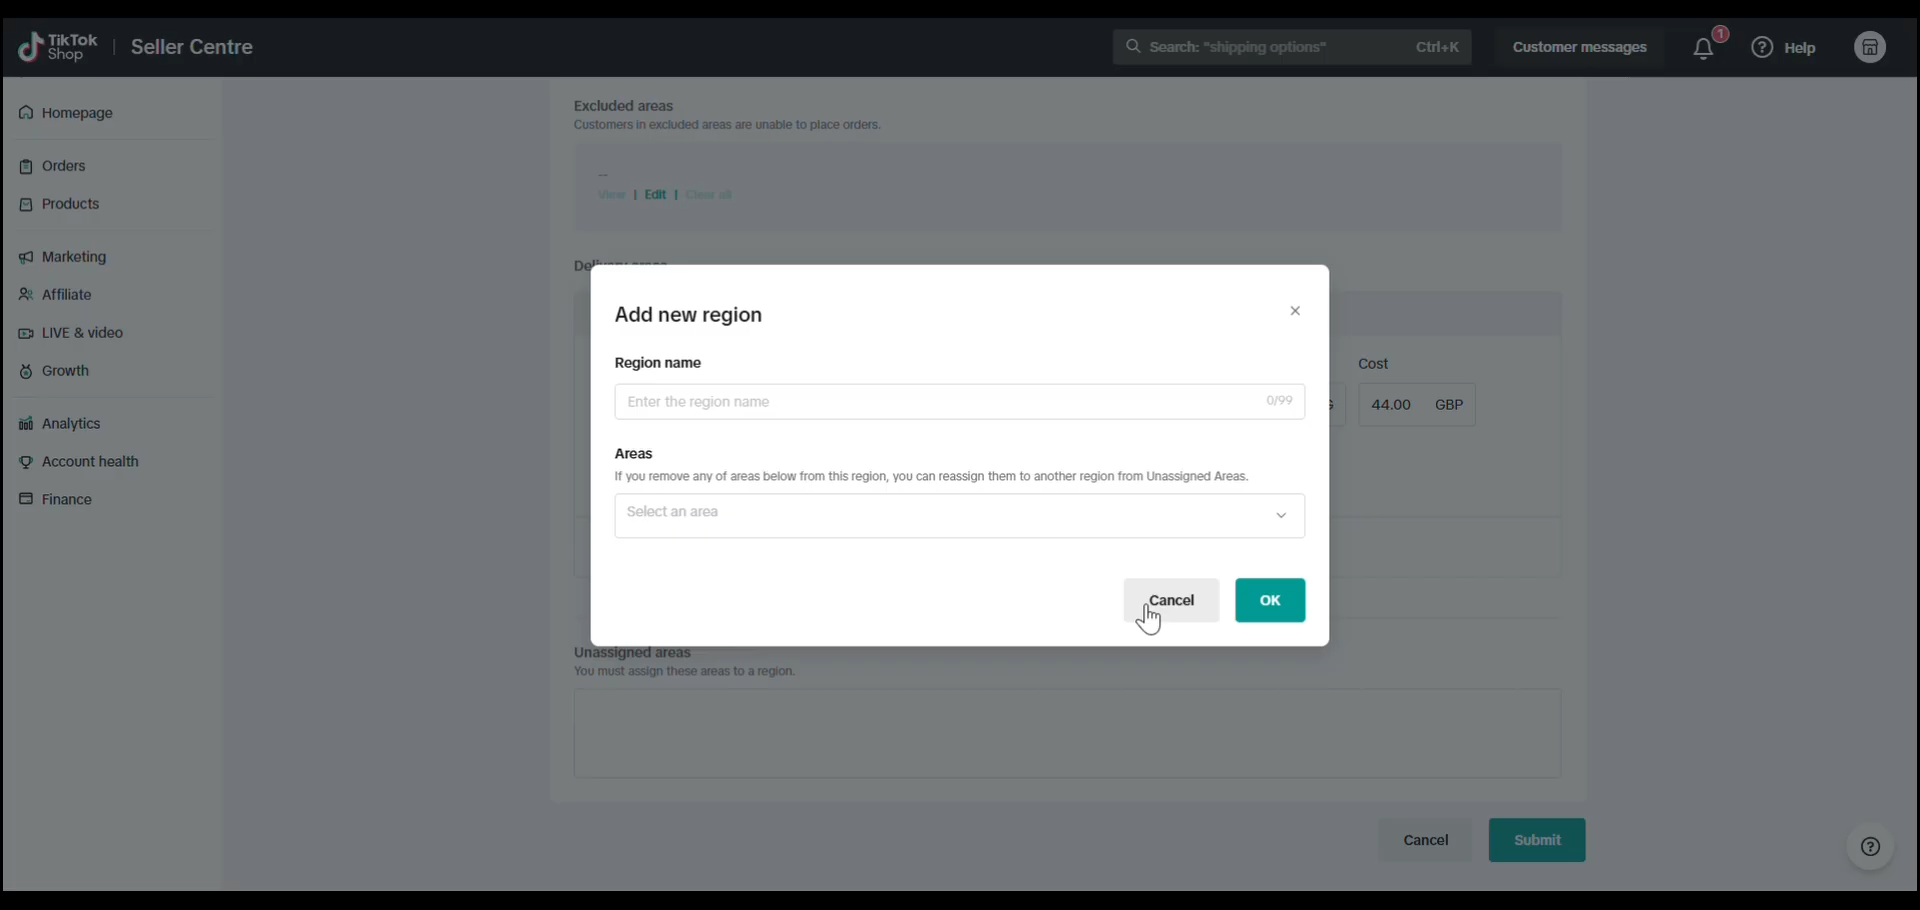 TikTok
Shop
Seller Centre
Search: "shipping options"
Ctrl+K
Customer messages
1
Help
Homepage
Orders
Products
Marketing
Affiliate
LIVE & video
Growth
Analytics
Account health
Finance
Excluded areas
Customers in excluded areas are unable to place orders.
--
View | Edit | Clear all
Add new region
Region name
Enter the region name
0/99
Areas
If you remove any of areas below from this region, you can reassign them to another region from Unassigned Areas.
Select an area
Cancel
OK
Cost
44.00 GBP
Unassigned areas
You must assign these areas to a region.
Cancel
Submit